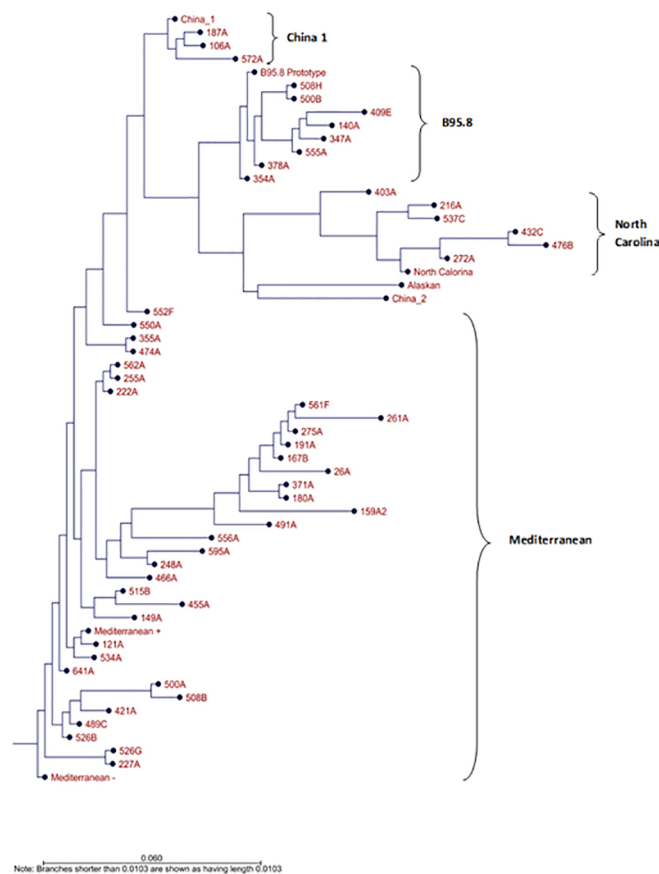 China_1
187A
106A
572A
China 1
B95.8 Prototype
508H
500B
409E
140A
347A
555A
378A
354A
B95.8
403A
216A
537C
432C
476B
272A
North Calorina
North
Carolina
Alaskan
China_2
552F
550A
355A
474A
562A
255A
222A
561F
261A
275A
191A
167B
26A
371A
180A
159A2
491A
556A
595A
248A
466A
515B
455A
149A
Mediterranean +
121A
534A
641A
500A
508B
421A
489C
526B
526G
227A
Mediterranean -
Mediterranean
0.060
Note: Branches shorter than 0.0103 are shown as having length 0.0103